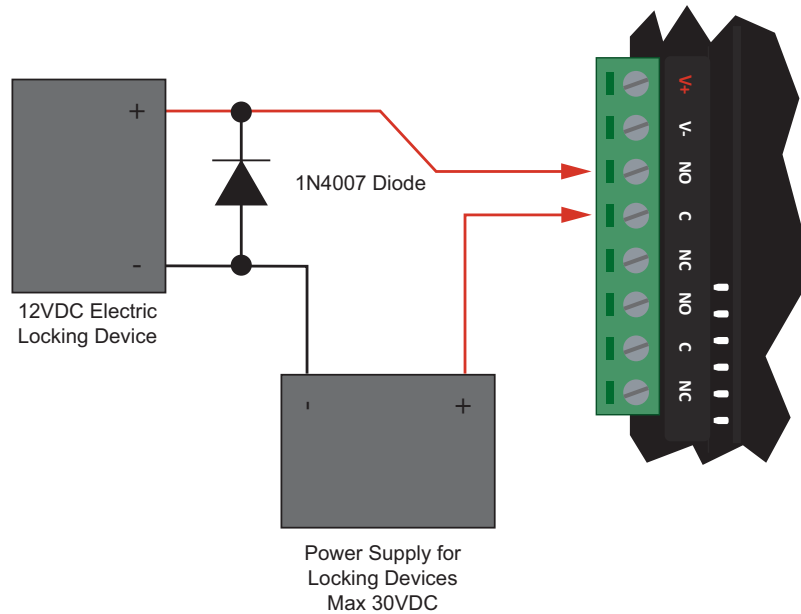 +
-
12VDC Electric
Locking Device
1N4007 Diode
-
+
Power Supply for
Locking Devices
Max 30VDC
V+
V-
NO
C
NC
NO
C
NC